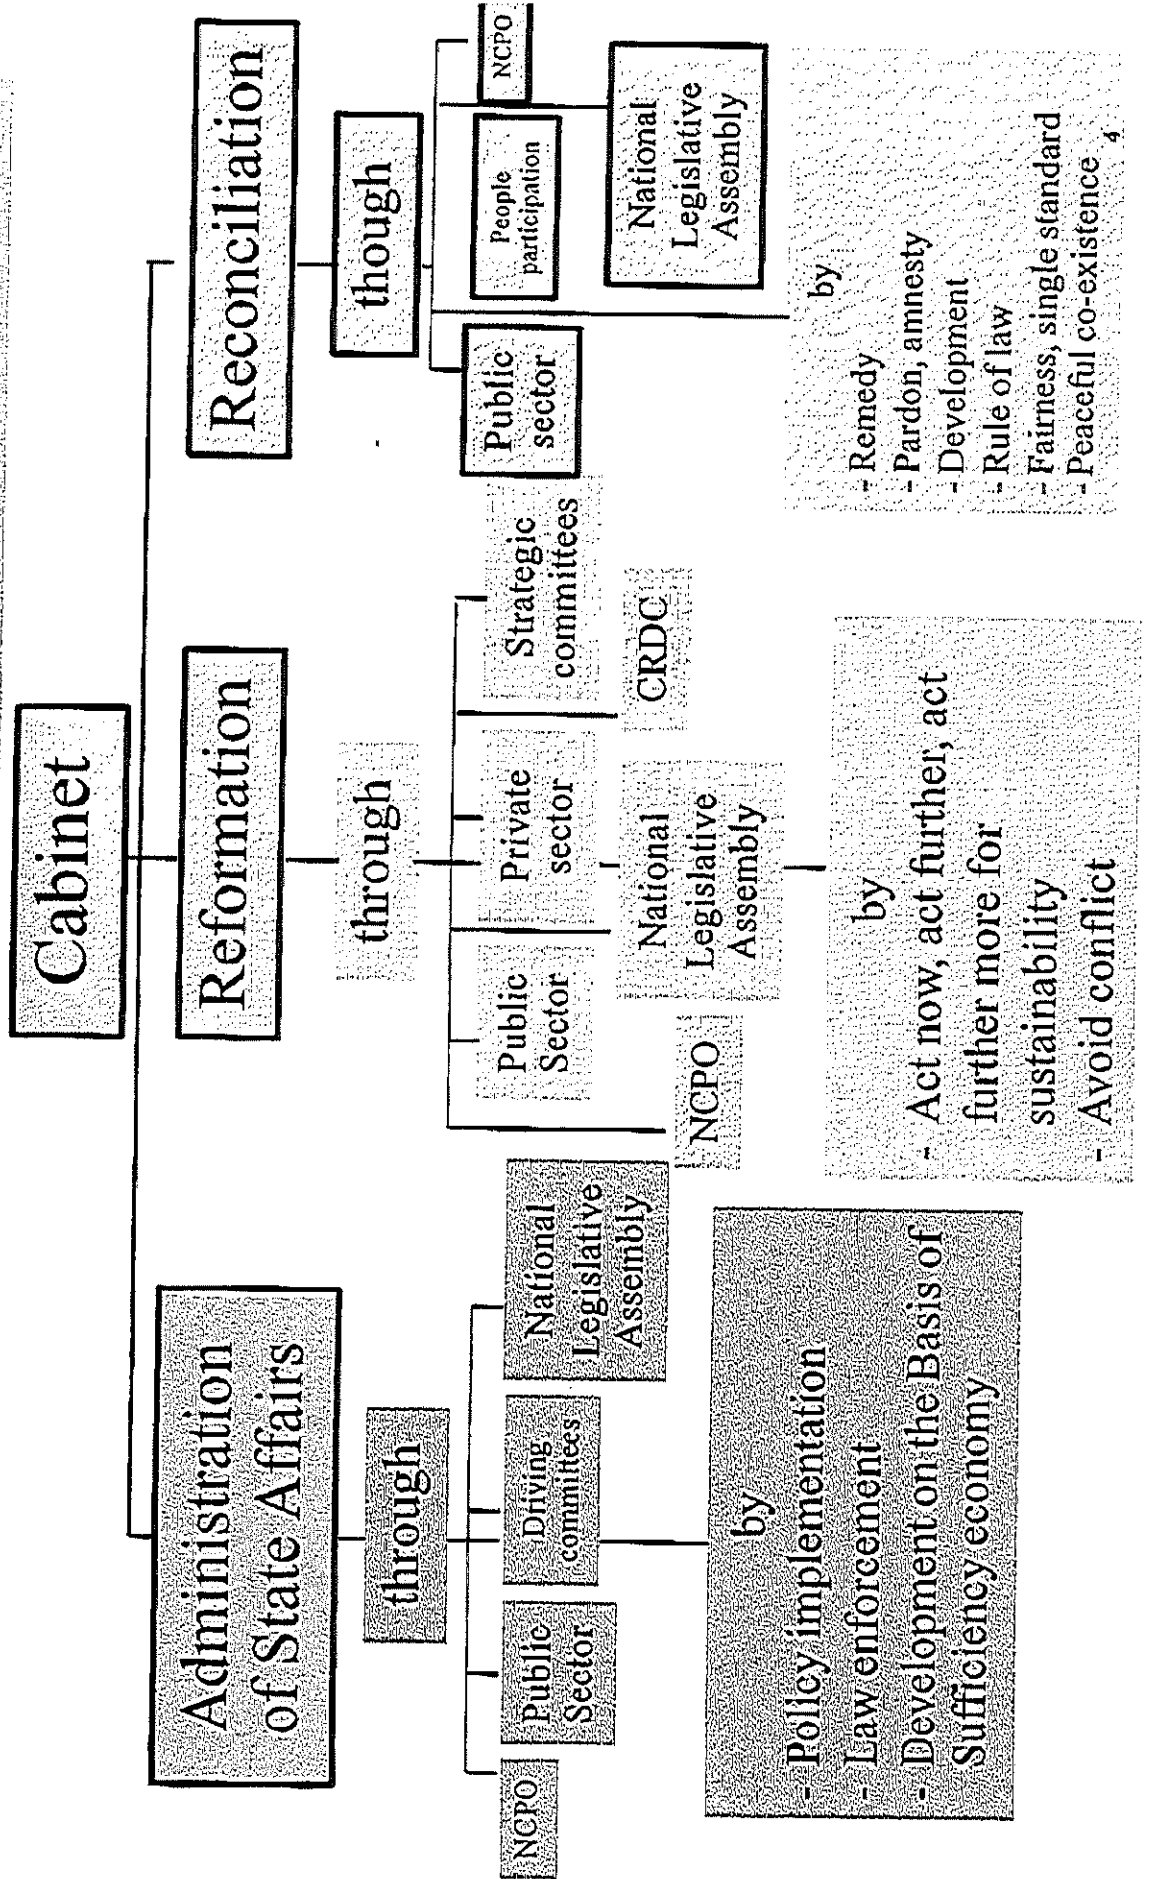 Cabinet
Administration
of State Affairs
through
NCPO
Public
Sector
Driving
committees
National
Legislative
Assembly
by
- Policy implementation
- Law enforcement
- Development on the Basis of
Sufficiency economy
Reformation
through
NCPO
Public
Sector
National
Legislative
Assembly
Private
sector
CRDC
Strategic
committees
by
- Act now, act further, act
further more for
sustainability
- Avoid conflict
Reconciliation
though
Public
sector
People
participation
National
Legislative
Assembly
NCPO
by
- Remedy
- Pardon, amnesty
- Development
- Rule of law
- Fairness, single standard
- Peaceful co-existence
4